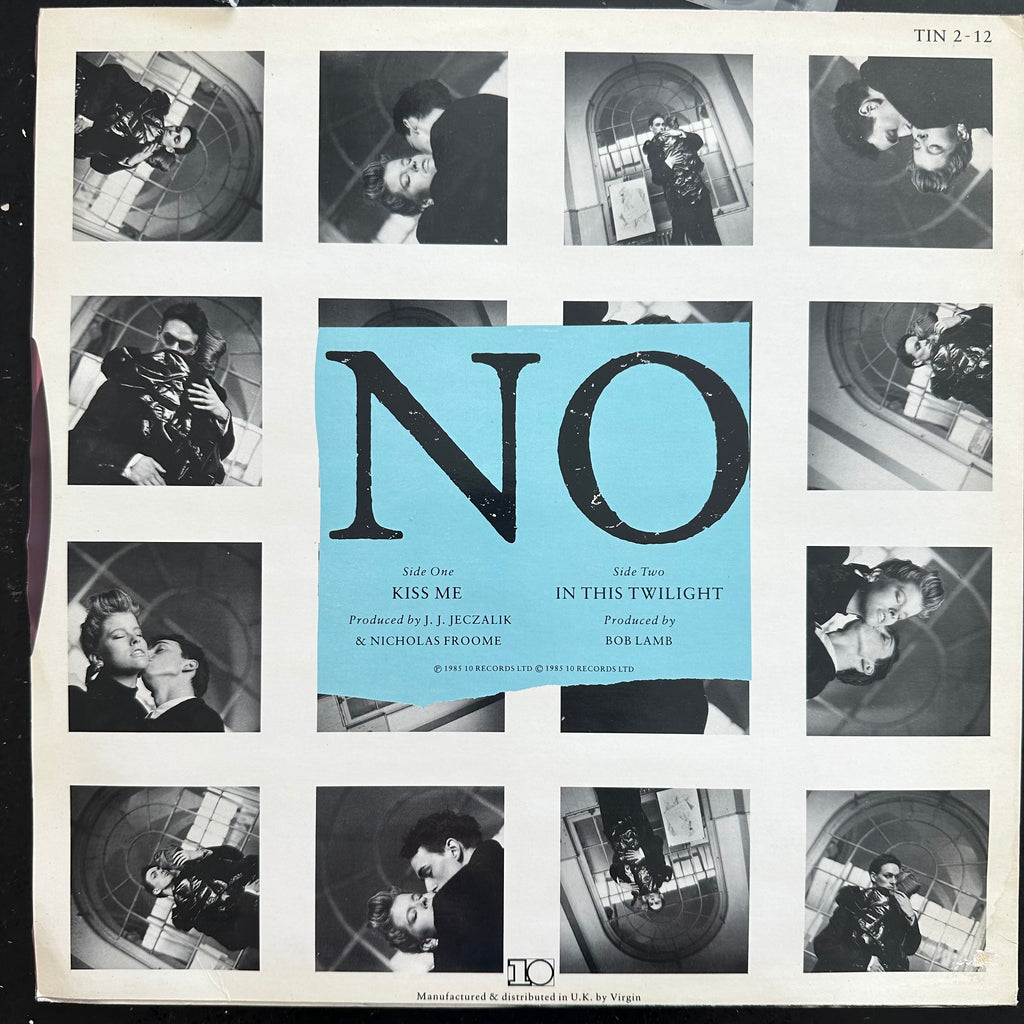 TIN 2-12
NO
Side One
KISS ME
Produced by J. J. JECZALIK
& NICHOLAS FROOME
Side Two
IN THIS TWILIGHT
Produced by
BOB LAMB
℗ 1985 10 RECORDS LTD © 1985 10 RECORDS LTD
10
Manufactured & distributed in U.K. by Virgin